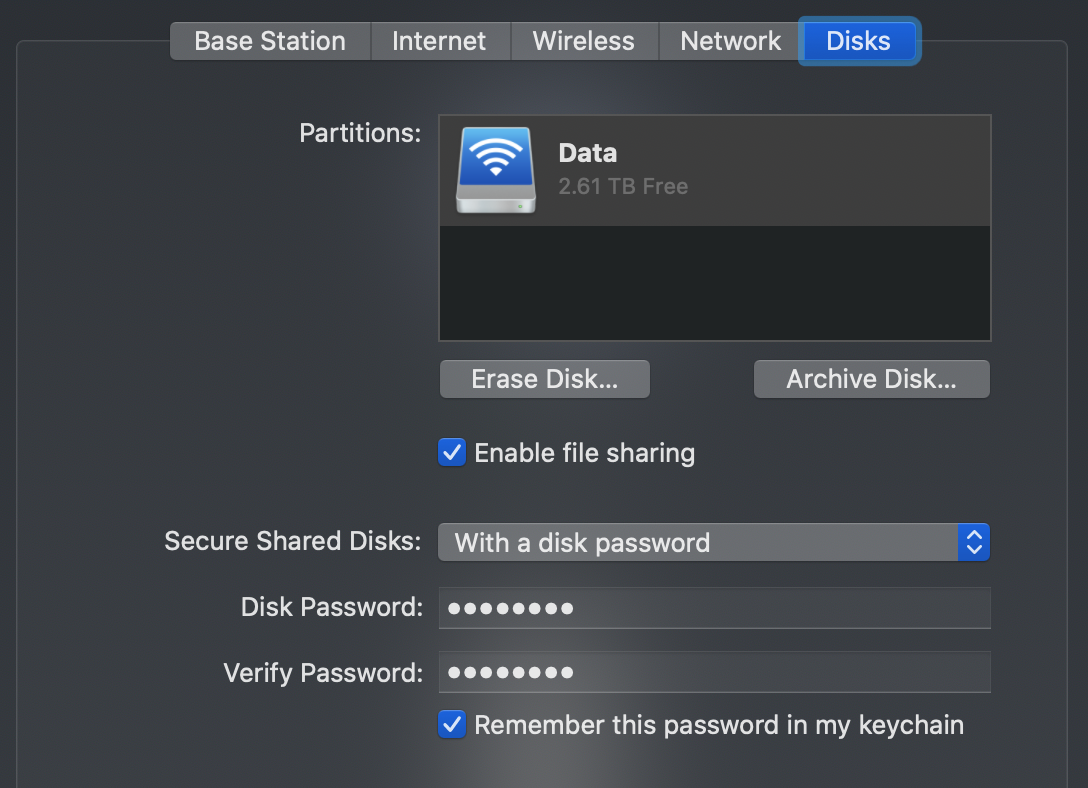 Base Station Internet Wireless Network Disks
Partitions:
Data
2.61 TB Free
Erase Disk... Archive Disk...
Enable file sharing
Secure Shared Disks: With a disk password
Disk Password: ••••••••
Verify Password: ••••••••
Remember this password in my keychain